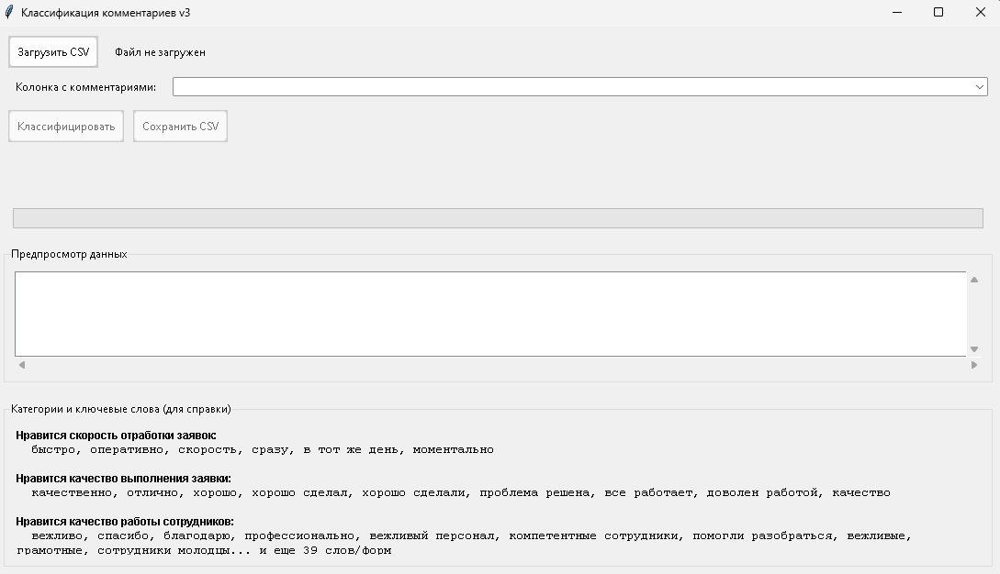 Классификация комментариев v3
Загрузить CSV
Файл не загружен
Колонка с комментариями:
Классифицировать
Сохранить CSV
Предпросмотр данных
Категории и ключевые слова (для справки)
Нравится скорость отработки заявок:
быстро, оперативно, скорость, сразу, в тот же день, моментально
Нравится качество выполнения заявки:
качественно, отлично, хорошо, хорошо сделал, хорошо сделали, проблема решена, все работает, доволен работой, качество
Нравится качество работы сотрудников:
вежливо, спасибо, благодарю, профессионально, вежливый персонал, компетентные сотрудники, помогли разобраться, вежливые,
грамотные, сотрудники молодцы... и еще 39 слов/форм